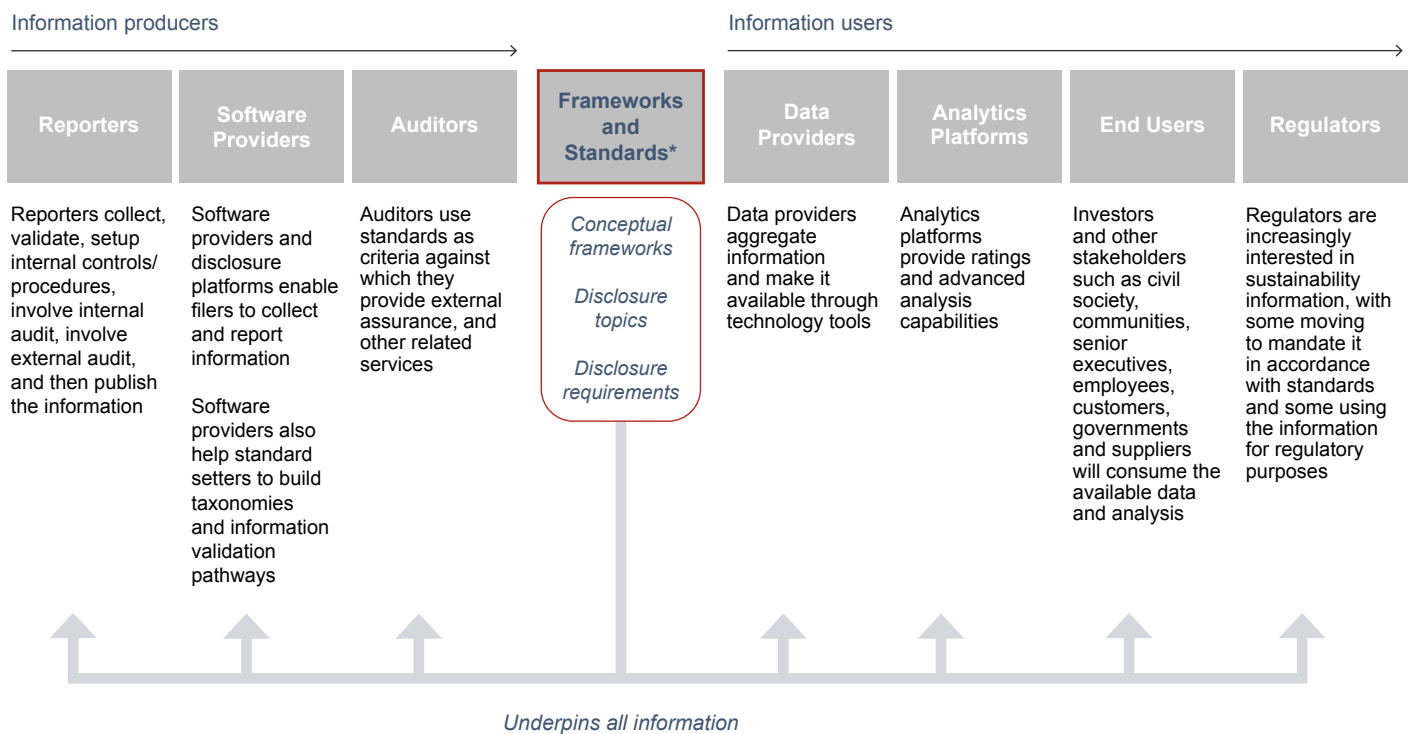 Information producers
Information users
Reporters
Software
Providers
Auditors
Frameworks
and
Standards*
Data
Providers
Analytics
Platforms
End Users
Regulators
Reporters collect,
validate, setup
internal controls/
procedures,
involve internal
audit, involve
external audit,
and then publish
the information
Software
providers and
disclosure
platforms enable
filers to collect
and report
information
Software
providers also
help standard
setters to build
taxonomies
and information
validation
pathways
Auditors use
standards as
criteria against
which they
provide external
assurance, and
other related
services
Conceptual
frameworks
Disclosure
topics
Disclosure
requirements
Data providers
aggregate
information
and make it
available through
technology tools
Analytics
platforms
provide ratings
and advanced
analysis
capabilities
Investors
and other
stakeholders
such as civil
society,
communities,
senior
executives,
employees,
customers,
governments
and suppliers
will consume the
available data
and analysis
Regulators are
increasingly
interested in
sustainability
information, with
some moving
to mandate it
in accordance
with standards
and some using
the information
for regulatory
purposes
Underpins all information